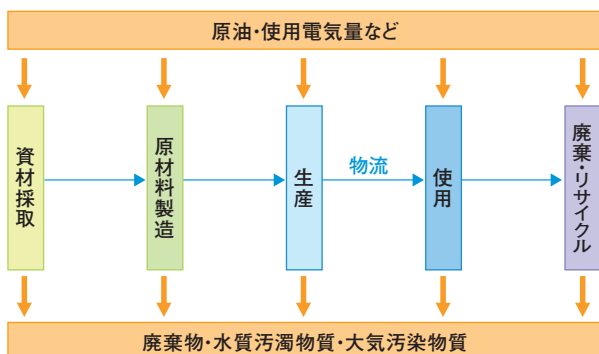 原油・使用電気量など
資材採取
原材料製造
生産
物流
使用
廃棄・リサイクル
廃棄物・水質汚濁物質・大気汚染物質